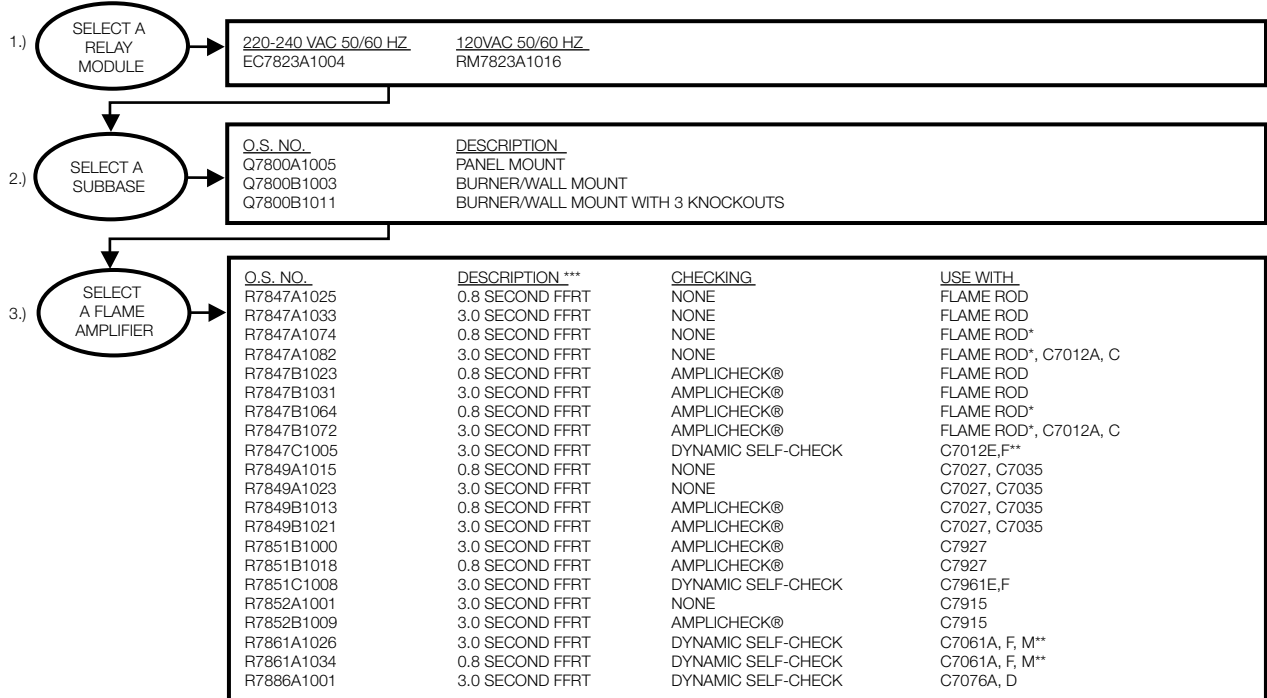 1.)
SELECT A
RELAY
MODULE
220-240 VAC 50/60 HZ 120VAC 50/60 HZ
EC7823A1004 RM7823A1016
2.)
SELECT A
SUBBASE
O.S. NO. DESCRIPTION
Q7800A1005 PANEL MOUNT
Q7800B1003 BURNER/WALL MOUNT
Q7800B1011 BURNER/WALL MOUNT WITH 3 KNOCKOUTS
3.)
SELECT
A FLAME
AMPLIFIER
O.S. NO. DESCRIPTION *** CHECKING USE WITH
R7847A1025 0.8 SECOND FFRT NONE FLAME ROD
R7847A1033 3.0 SECOND FFRT NONE FLAME ROD
R7847A1074 0.8 SECOND FFRT NONE FLAME ROD*
R7847A1082 3.0 SECOND FFRT NONE FLAME ROD*, C7012A, C
R7847B1023 0.8 SECOND FFRT AMPLICHECK® FLAME ROD
R7847B1031 3.0 SECOND FFRT AMPLICHECK® FLAME ROD
R7847B1064 0.8 SECOND FFRT AMPLICHECK® FLAME ROD*
R7847B1072 3.0 SECOND FFRT AMPLICHECK® FLAME ROD*, C7012A, C
R7847C1005 3.0 SECOND FFRT DYNAMIC SELF-CHECK C7012E,F**
R7849A1015 0.8 SECOND FFRT NONE C7027, C7035
R7849A1023 3.0 SECOND FFRT NONE C7027, C7035
R7849B1013 0.8 SECOND FFRT AMPLICHECK® C7027, C7035
R7849B1021 3.0 SECOND FFRT AMPLICHECK® C7027, C7035
R7851B1000 3.0 SECOND FFRT AMPLICHECK® C7927
R7851B1018 0.8 SECOND FFRT AMPLICHECK® C7927
R7851C1008 3.0 SECOND FFRT DYNAMIC SELF-CHECK C7961E,F
R7852A1001 3.0 SECOND FFRT NONE C7915
R7852B1009 3.0 SECOND FFRT AMPLICHECK® C7915
R7861A1026 3.0 SECOND FFRT DYNAMIC SELF-CHECK C7061A, F, M**
R7861A1034 0.8 SECOND FFRT DYNAMIC SELF-CHECK C7061A, F, M**
R7886A1001 3.0 SECOND FFRT DYNAMIC SELF-CHECK C7076A, D